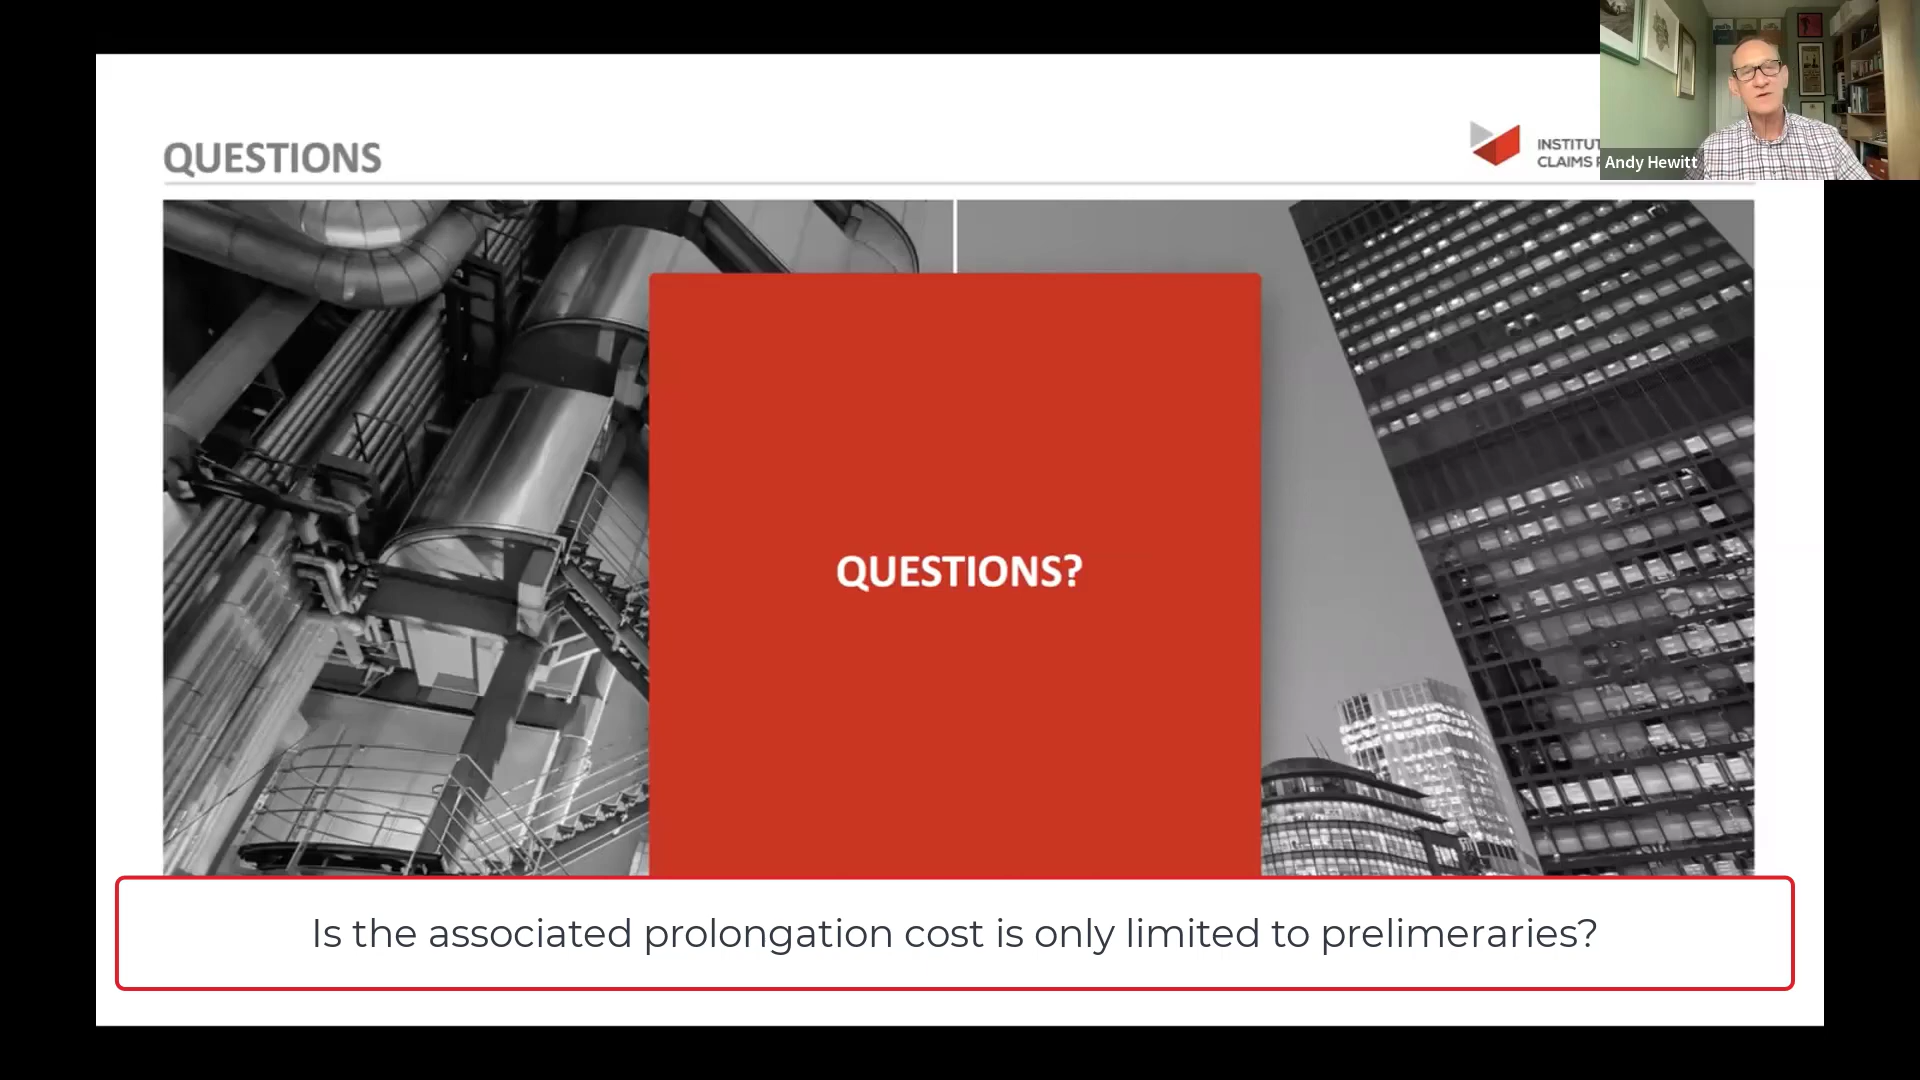 QUESTIONS
INSTITUT
CLAIMS
Andy Hewitt
QUESTIONS?
Is the associated prolongation cost is only limited to prelimeraries?